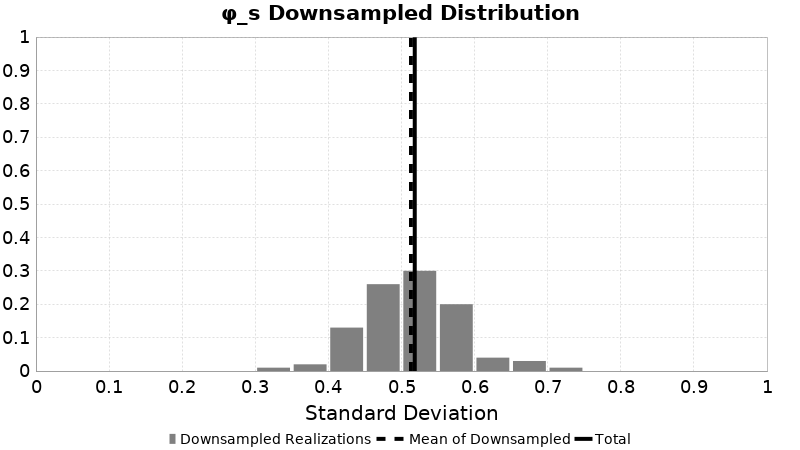 φ_s Downsampled Distribution
1
0.9
0.8
0.7
0.6
0.5
0.4
0.3
0.2
0.1
0
0 0.1 0.2 0.3 0.4 0.5 0.6 0.7 0.8 0.9 1
Standard Deviation
Downsampled Realizations Mean of Downsampled Total